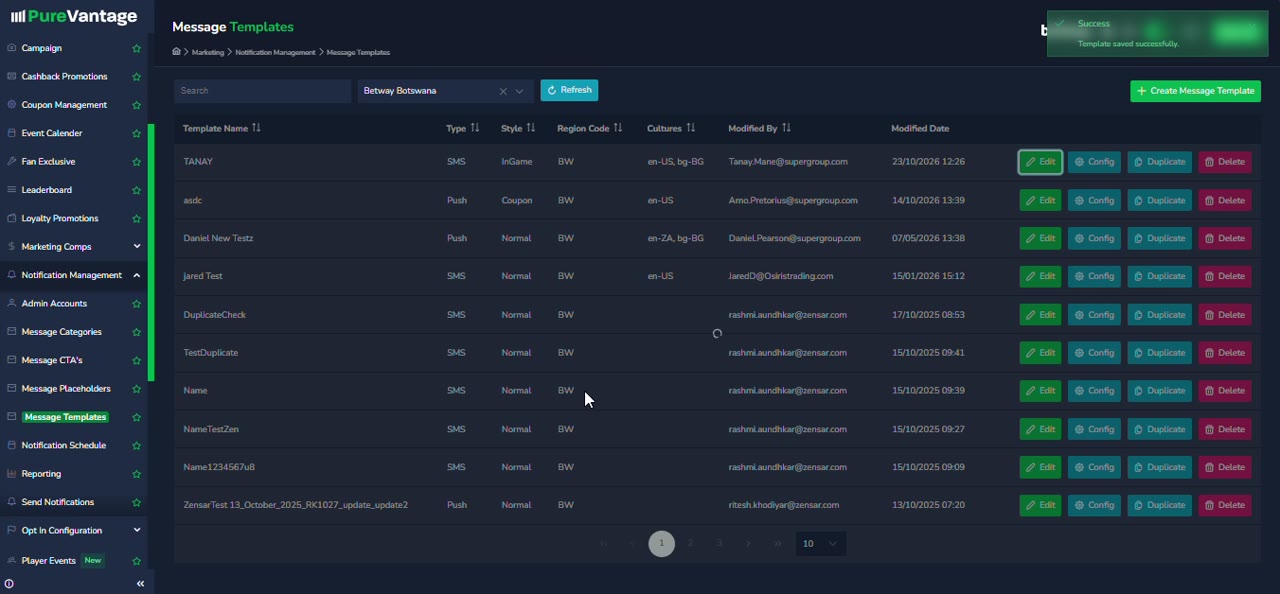 PureVantage
Campaign
Cashback Promotions
Coupon Management
Event Calender
Fan Exclusive
Leaderboard
Loyalty Promotions
Marketing Comps
Notification Management
Admin Accounts
Message Categories
Message CTA's
Message Placeholders
Message Templates
Notification Schedule
Reporting
Send Notifications
Opt In Configuration
Player Events New
Message Templates
Marketing > Notification Management > Message Templates
Success
Template saved successfully.
Search
Betway Botswana
Refresh
+ Create Message Template
Template Name Type Style Region Code Cultures Modified By Modified Date
TANAY SMS InGame BW en-US, bg-BG Tanay.Mane@supergroup.com 23/10/2026 12:26 Edit Config Duplicate Delete
asdc Push Coupon BW en-US Arno.Pretorius@supergroup.com 14/10/2026 13:39 Edit Config Duplicate Delete
Daniel New Testz Push Normal BW en-ZA, bg-BG Daniel.Pearson@supergroup.com 07/05/2026 13:38 Edit Config Duplicate Delete
jared Test SMS Normal BW en-US JaredD@Osiristrading.com 15/01/2026 15:12 Edit Config Duplicate Delete
DuplicateCheck SMS Normal BW rashmi.aundhkar@zensar.com 17/10/2025 08:53 Edit Config Duplicate Delete
TestDuplicate SMS Normal BW rashmi.aundhkar@zensar.com 15/10/2025 09:41 Edit Config Duplicate Delete
Name SMS Normal BW rashmi.aundhkar@zensar.com 15/10/2025 09:39 Edit Config Duplicate Delete
NameTestZen SMS Normal BW rashmi.aundhkar@zensar.com 15/10/2025 09:27 Edit Config Duplicate Delete
Name1234567u8 SMS Normal BW rashmi.aundhkar@zensar.com 15/10/2025 09:09 Edit Config Duplicate Delete
ZensarTest 13_October_2025_RK1027_update_update2 Push Normal BW ritesh.khodiyar@zensar.com 13/10/2025 07:20 Edit Config Duplicate Delete
1 2 3 10